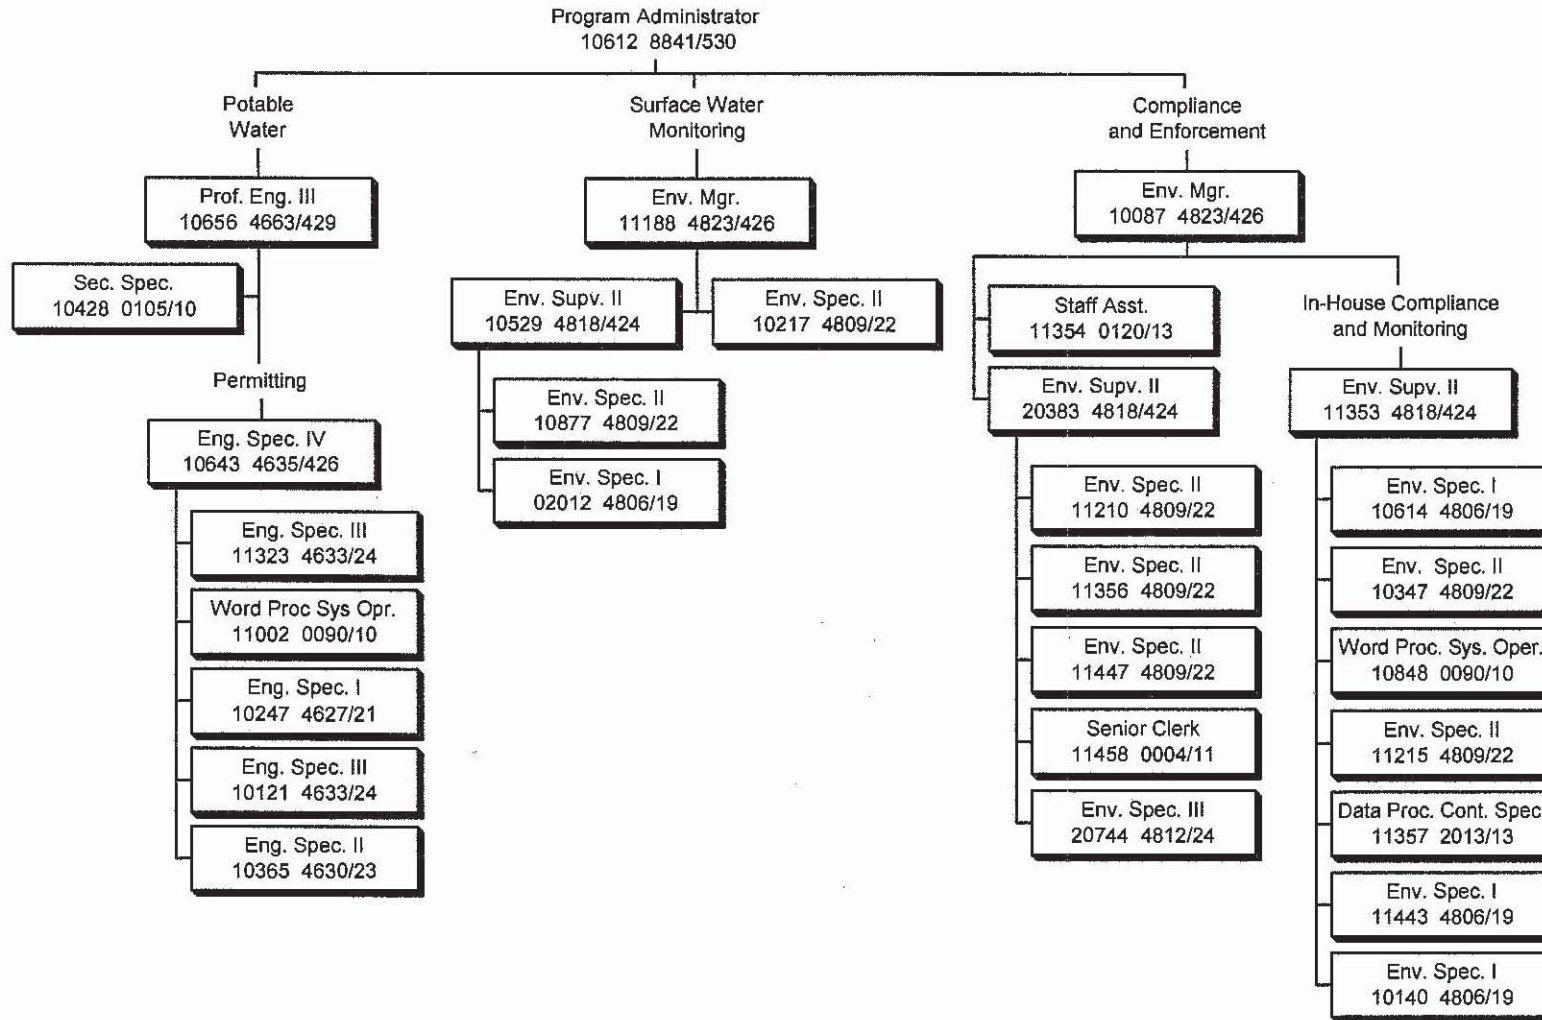 Program Administrator
10612 8841/530
Potable
Water
Prof. Eng. III
10656 4663/429
Sec. Spec.
10428 0105/10
Permitting
Eng. Spec. IV
10643 4635/426
Eng. Spec. III
11323 4633/24
Word Proc Sys Opr.
11002 0090/10
Eng. Spec. I
10247 4627/21
Eng. Spec. III
10121 4633/24
Eng. Spec. II
10365 4630/23
Surface Water
Monitoring
Env. Mgr.
11188 4823/426
Env. Supv. II
10529 4818/424
Env. Spec. II
10217 4809/22
Env. Spec. II
10877 4809/22
Env. Spec. I
02012 4806/19
Compliance
and Enforcement
Env. Mgr.
10087 4823/426
Staff Asst.
11354 0120/13
Env. Supv. II
20383 4818/424
Env. Spec. II
11210 4809/22
Env. Spec. II
11356 4809/22
Env. Spec. II
11447 4809/22
Senior Clerk
11458 0004/11
Env. Spec. III
20744 4812/24
In-House Compliance
and Monitoring
Env. Supv. II
11353 4818/424
Env. Spec. I
10614 4806/19
Env. Spec. II
10347 4809/22
Word Proc. Sys. Oper.
10848 0090/10
Env. Spec. II
11215 4809/22
Data Proc. Cont. Spec
11357 2013/13
Env. Spec. I
11443 4806/19
Env. Spec. I
10140 4806/19